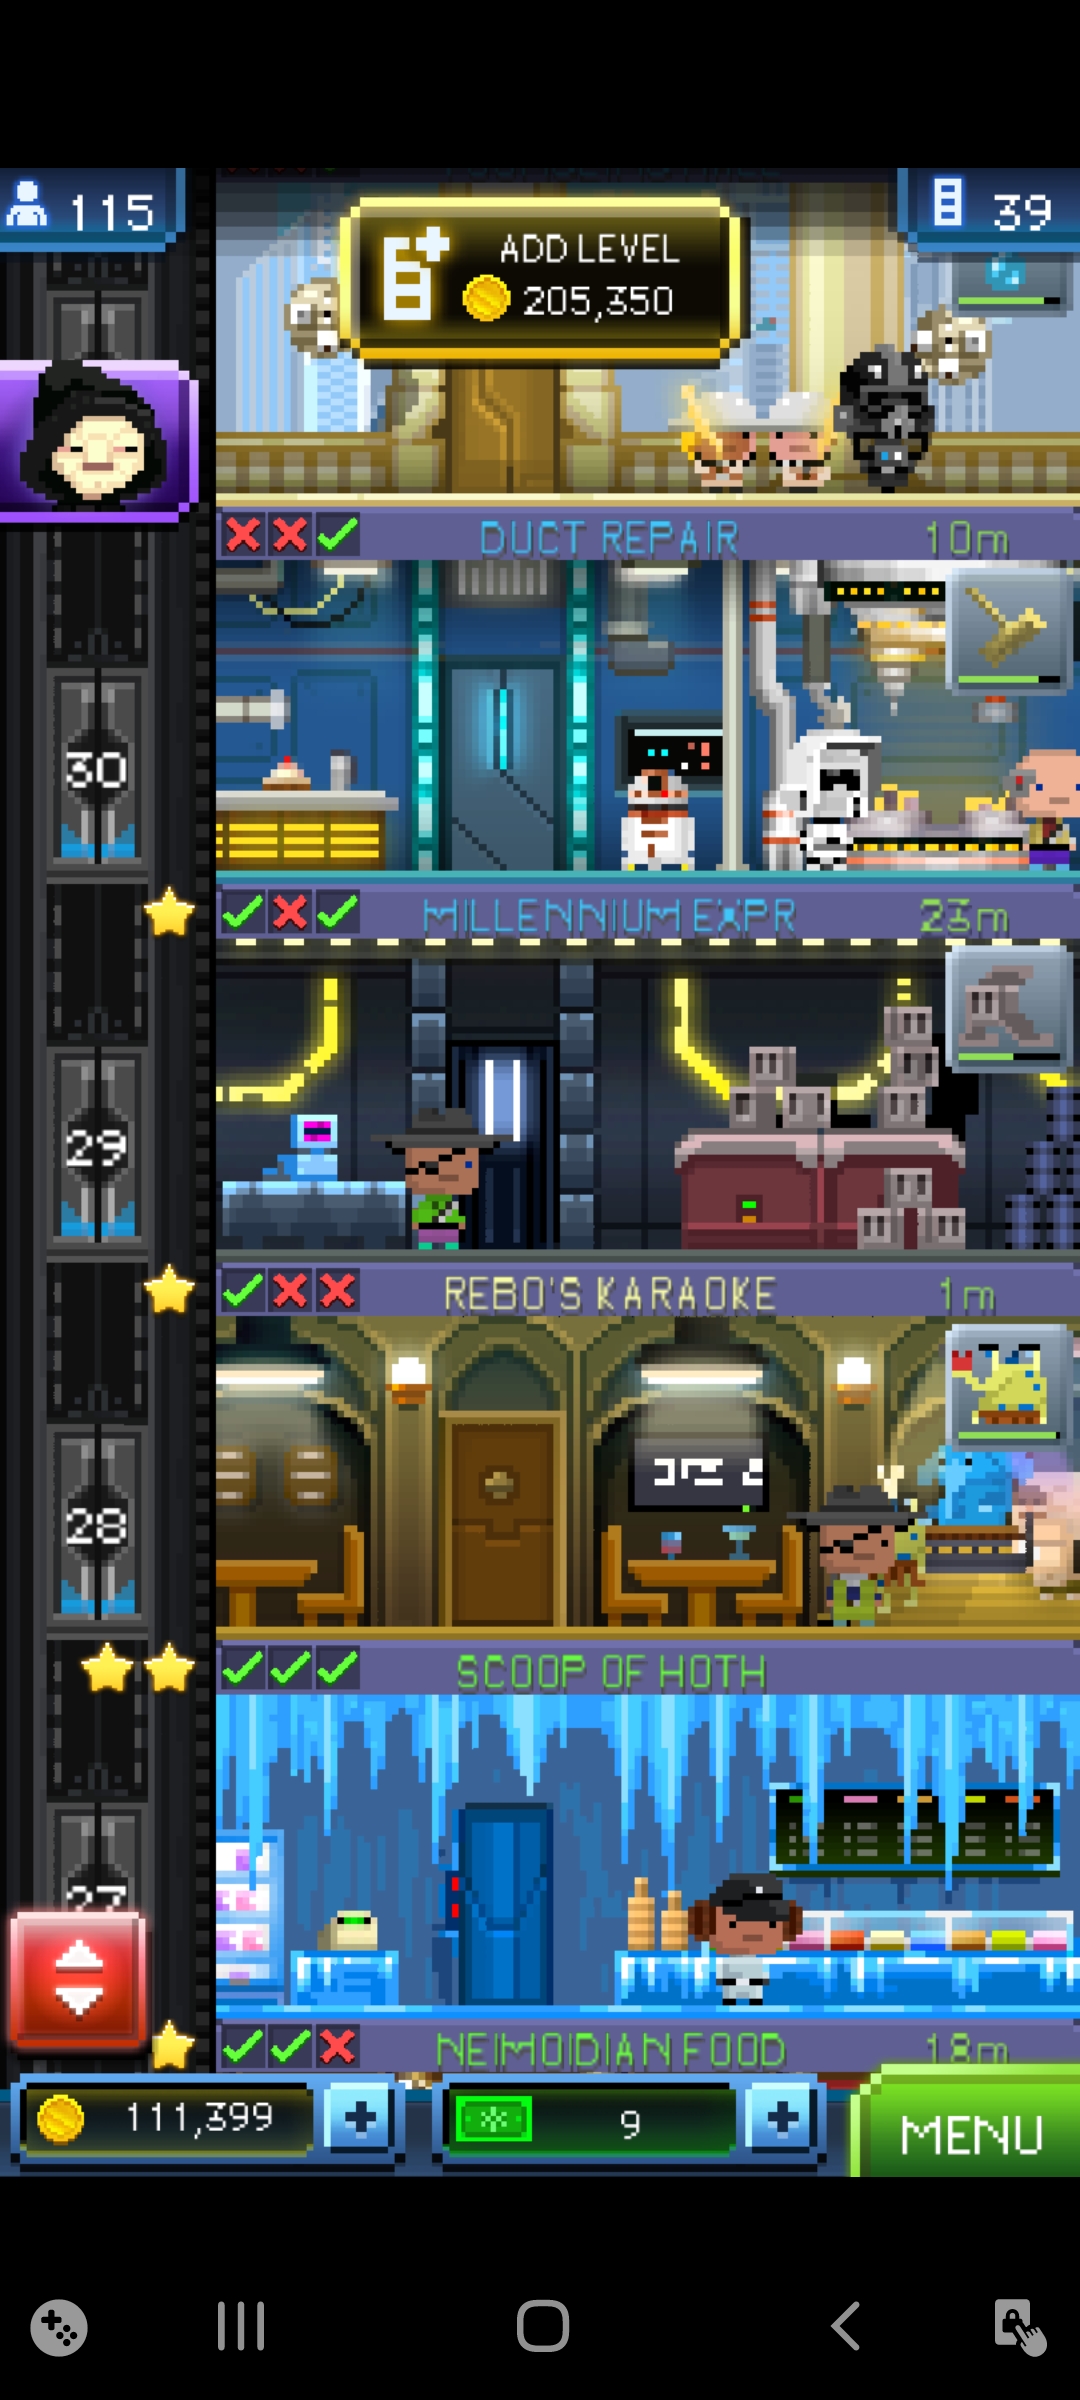 115
ADD LEVEL
205,350
39
DUCT REPAIR 10m
30
MILLENNIUM EXPR 23m
29
REBO'S KARAOKE 1m
28
SCOOP OF HOTH
27
NEIMOIDIAN FOOD 18m
111,399
9
MENU